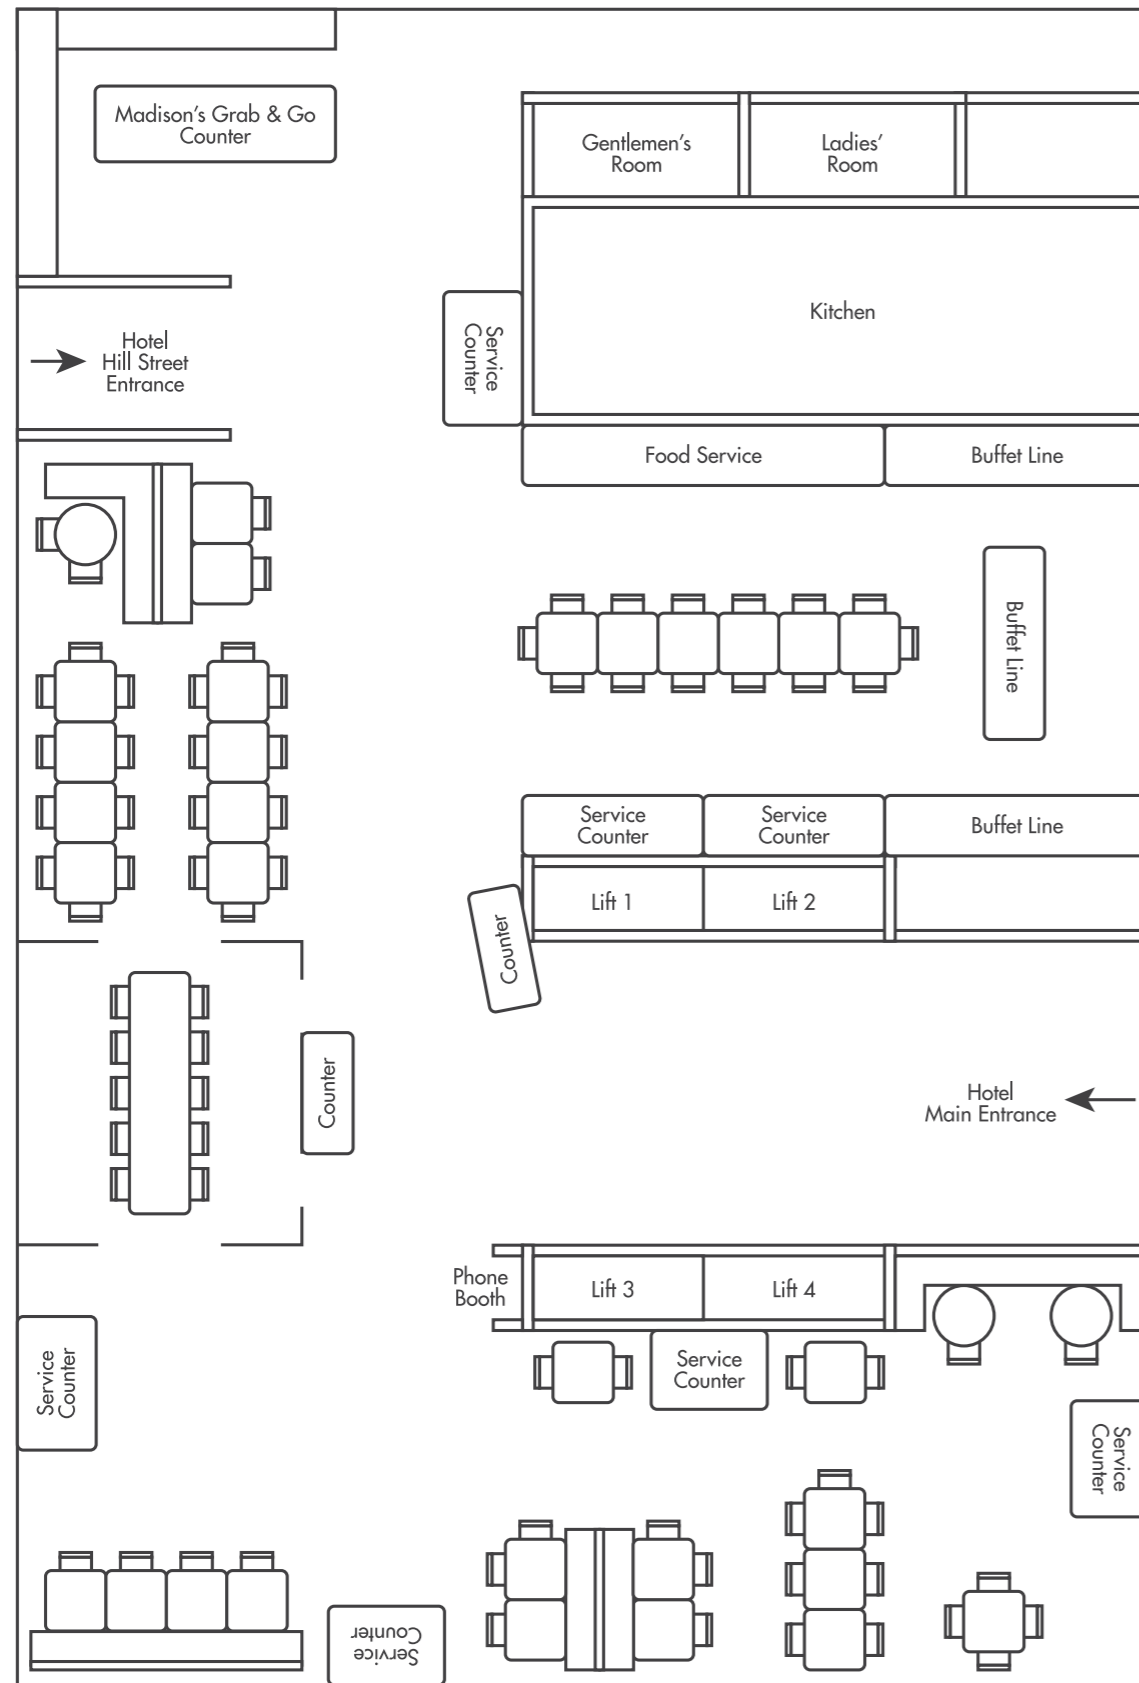 Madison's Grab & Go
Counter
Gentlemen's
Room
Ladies'
Room
Kitchen
Service
Counter
Hotel
Hill Street
Entrance
Food Service
Buffet Line
Buffet Line
Service
Counter
Service
Counter
Buffet Line
Lift 1
Lift 2
Counter
Counter
Hotel
Main Entrance
Phone
Booth
Lift 3
Lift 4
Service
Counter
Service
Counter
Service
Counter
Service
Counter